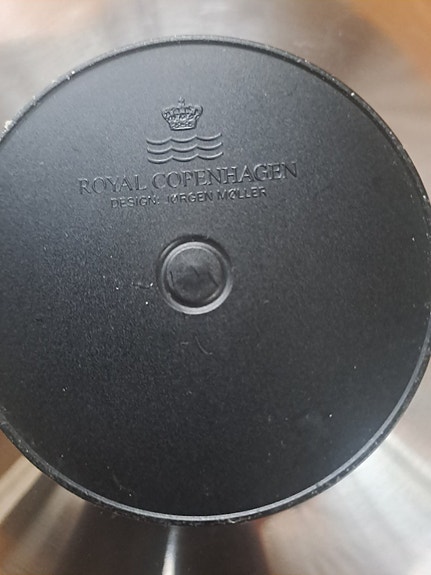 ROYAL COPENHAGEN
DESIGN: JØRGEN MØLLER